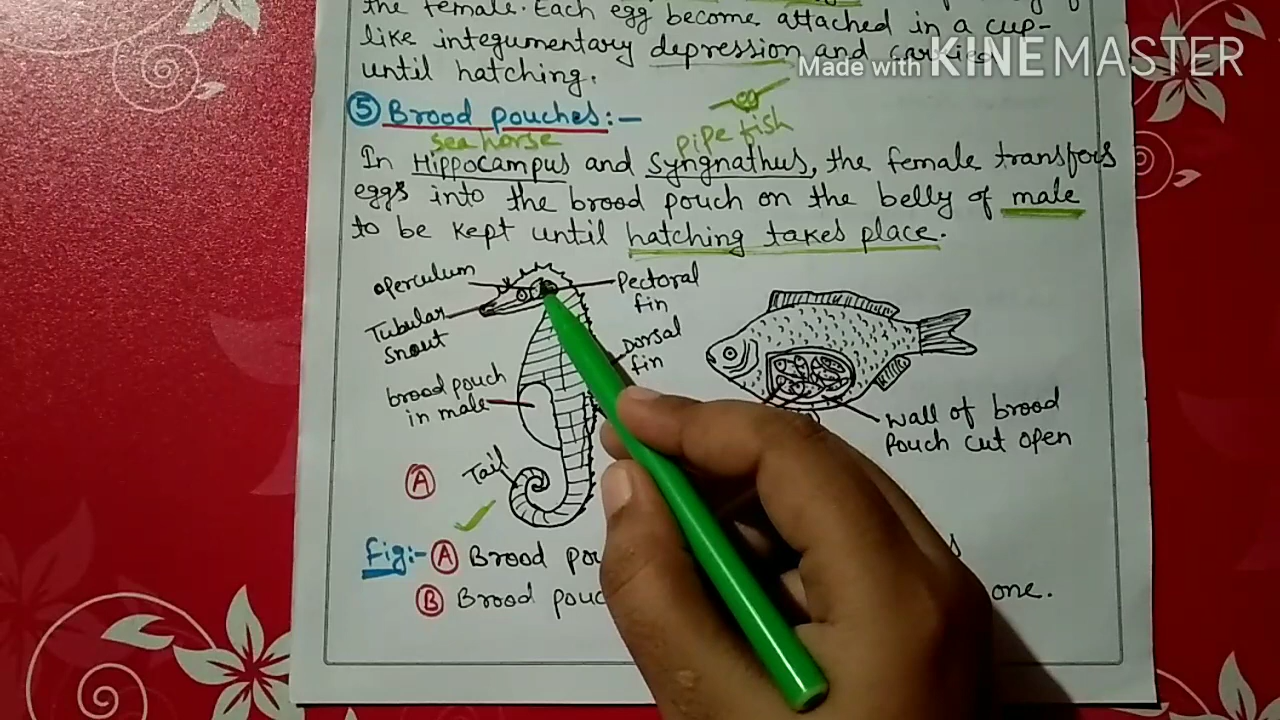 the female. Each egg become attached in a cup-
like integumentary depression and
until hatching.
Made with KINEMASTER
⑤ Brood pouches:-
sea horse
pipe fish
In Hippocampus and Syngnathus, the female transfers
eggs into the brood pouch on the belly of male
to be kept until hatching takes place.
operculum
Pectoral
fin
Tubular
snout
Dorsal
fin
brood pouch
in male
wall of brood
Pouch cut open
Tail
Ⓐ
Fig:- Ⓐ Brood pou
Ⓑ Brood pouc one.